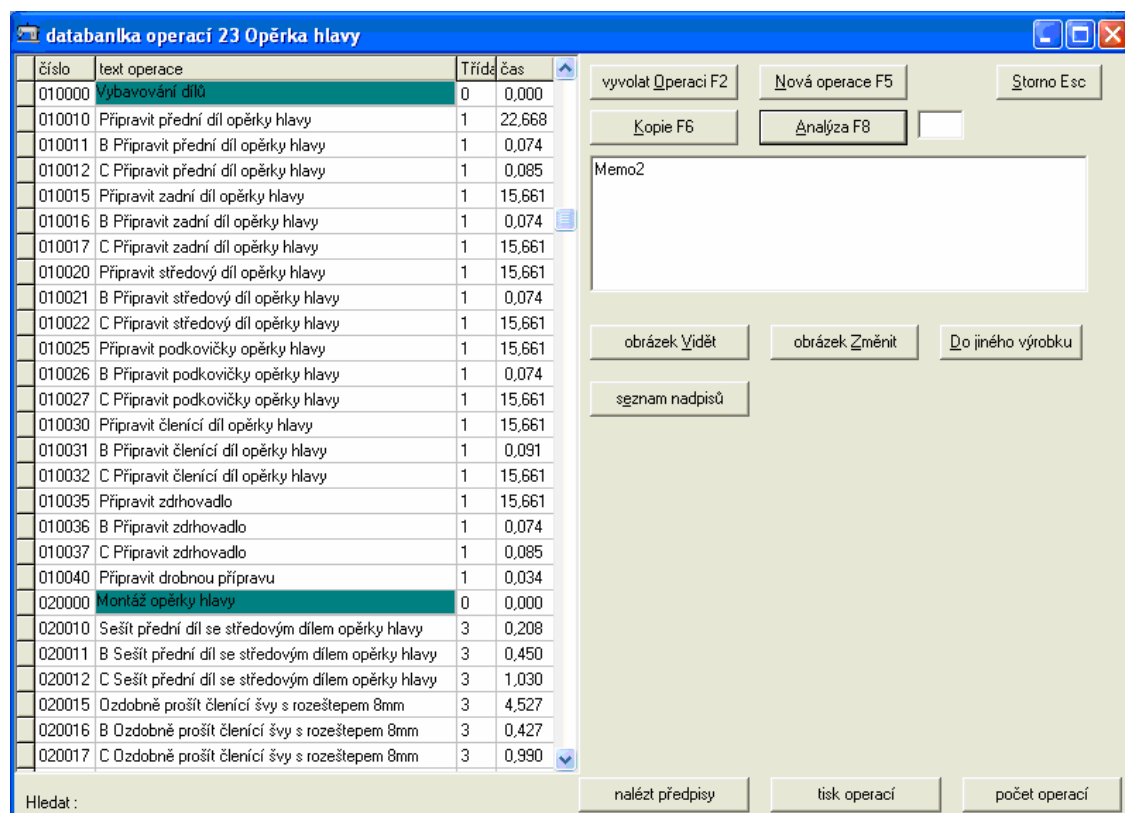 databanlka operací 23 Opěrka hlavy
číslo text operace Třída čas
010000 Vybavování dílů 0 0,000
010010 Připravit přední díl opěrky hlavy 1 22,668
010011 B Připravit přední díl opěrky hlavy 1 0,074
010012 C Připravit přední díl opěrky hlavy 1 0,085
010015 Připravit zadní díl opěrky hlavy 1 15,661
010016 B Připravit zadní díl opěrky hlavy 1 0,074
010017 C Připravit zadní díl opěrky hlavy 1 15,661
010020 Připravit středový díl opěrky hlavy 1 15,661
010021 B Připravit středový díl opěrky hlavy 1 0,074
010022 C Připravit středový díl opěrky hlavy 1 15,661
010025 Připravit podkovičky opěrky hlavy 1 15,661
010026 B Připravit podkovičky opěrky hlavy 1 0,074
010027 C Připravit podkovičky opěrky hlavy 1 15,661
010030 Připravit členící díl opěrky hlavy 1 15,661
010031 B Připravit členící díl opěrky hlavy 1 0,091
010032 C Připravit členící díl opěrky hlavy 1 15,661
010035 Připravit zdrhovadlo 1 15,661
010036 B Připravit zdrhovadlo 1 0,074
010037 C Připravit zdrhovadlo 1 0,085
010040 Připravit drobnou přípravu 1 0,034
020000 Montáž opěrky hlavy 0 0,000
020010 Sešít přední díl se středovým dílem opěrky hlavy 3 0,208
020011 B Sešít přední díl se středovým dílem opěrky hlavy 3 0,450
020012 C Sešít přední díl se středovým dílem opěrky hlavy 3 1,030
020015 Ozdobně prošít členící švy s rozeštepem 8mm 3 4,527
020016 B Ozdobně prošít členící švy s rozeštepem 8mm 3 0,427
020017 C Ozdobně prošít členící švy s rozeštepem 8mm 3 0,990
Hledat :
vyvolat Operaci F2 Nová operace F5 Storno Esc
Kopie F6 Analýza F8
Memo2
obrázek Vidět obrázek Změnit Do jiného výrobku
seznam nadpisů
nalézt předpisy tisk operací počet operací